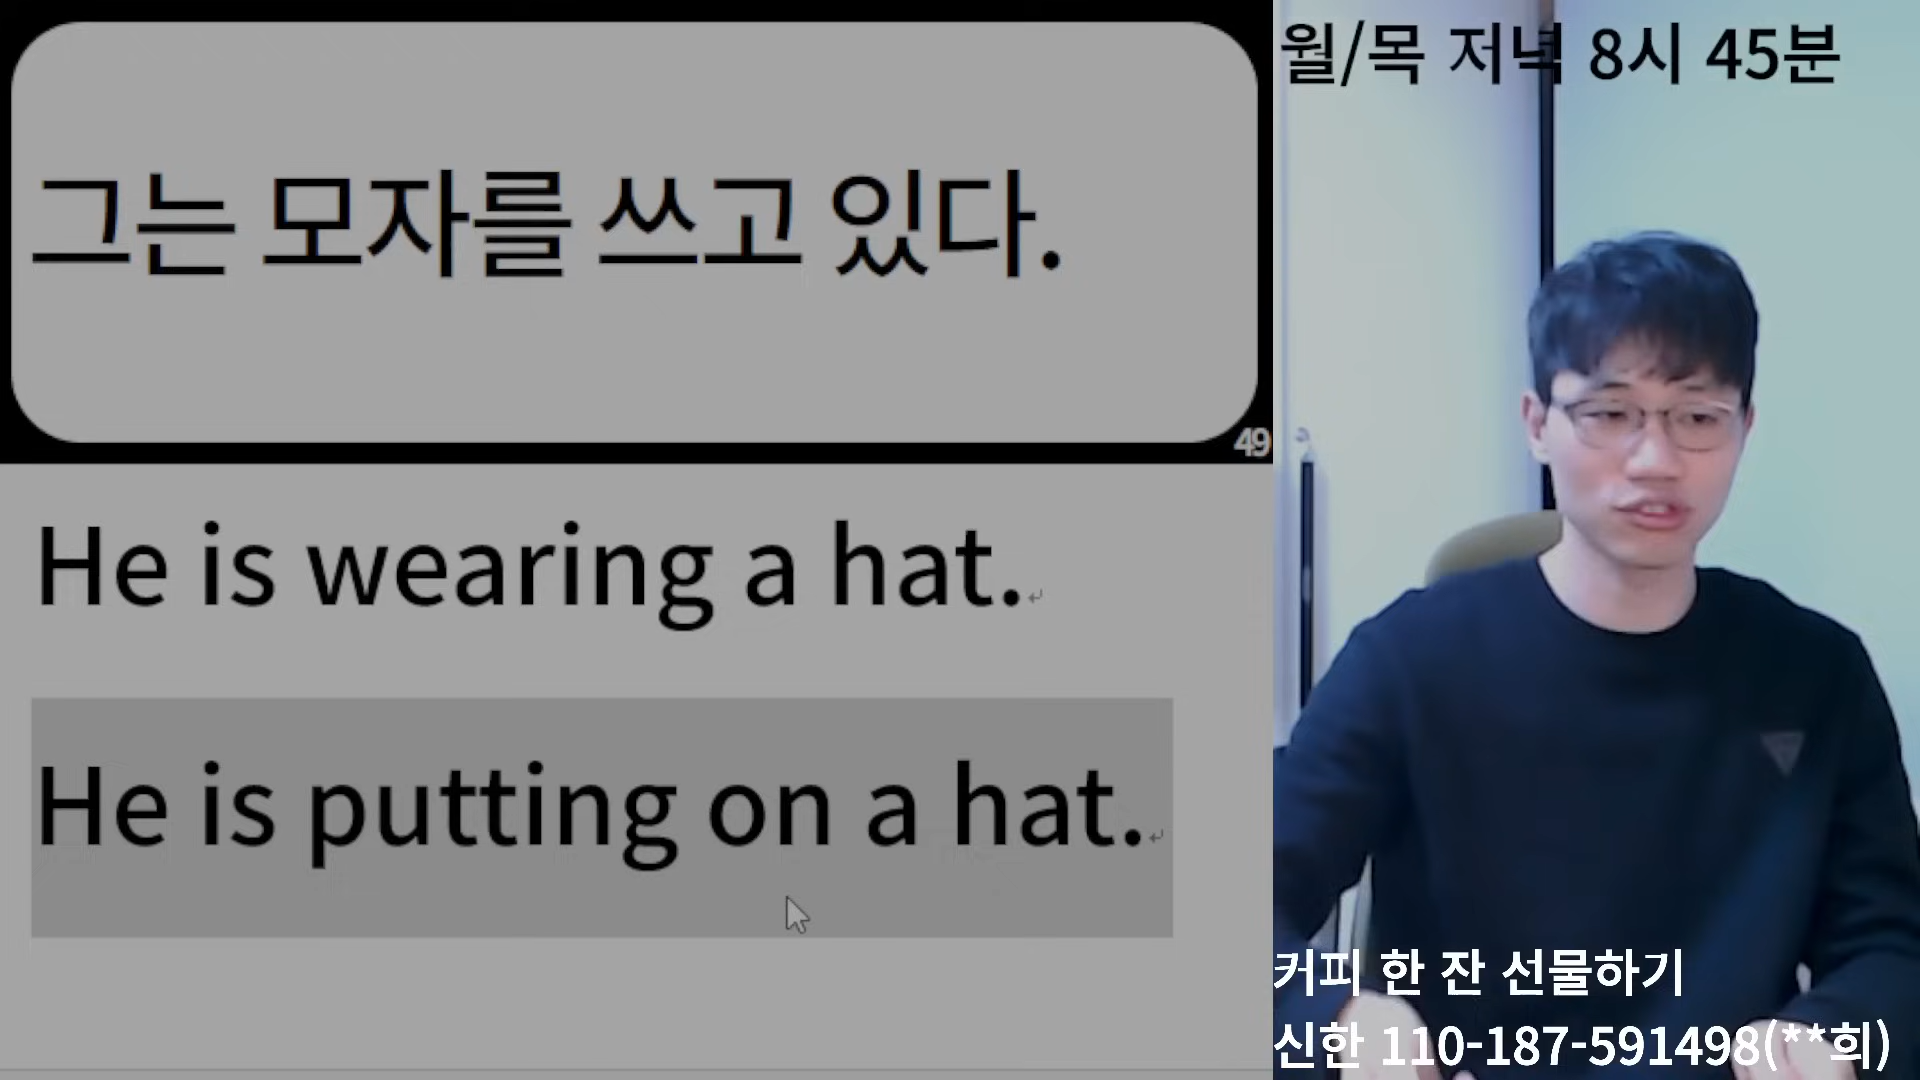 그는 모자를 쓰고 있다.
49
He is wearing a hat.
He is putting on a hat.
월/목 저녁 8시 45분
커피 한 잔 선물하기
신한 110-187-591498(**희)